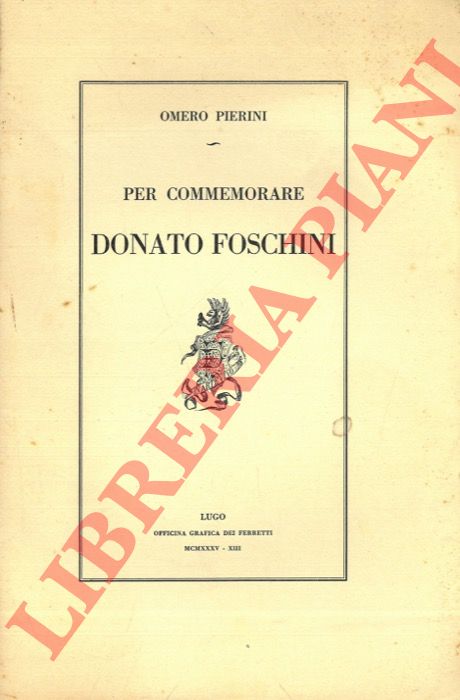 OMERO PIERINI
PER COMMEMORARE
DONATO FOSCHINI
LUGO
OFFICINA GRAFICA DEI FERRETTI
MCMXXXV - XIII
LIBRERIA PIANI